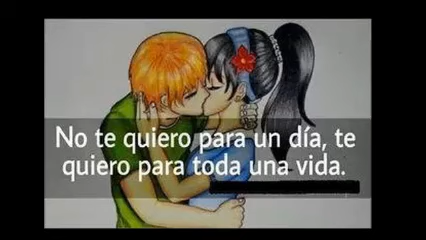 No te quiero para un día, te
quiero para toda una vida.